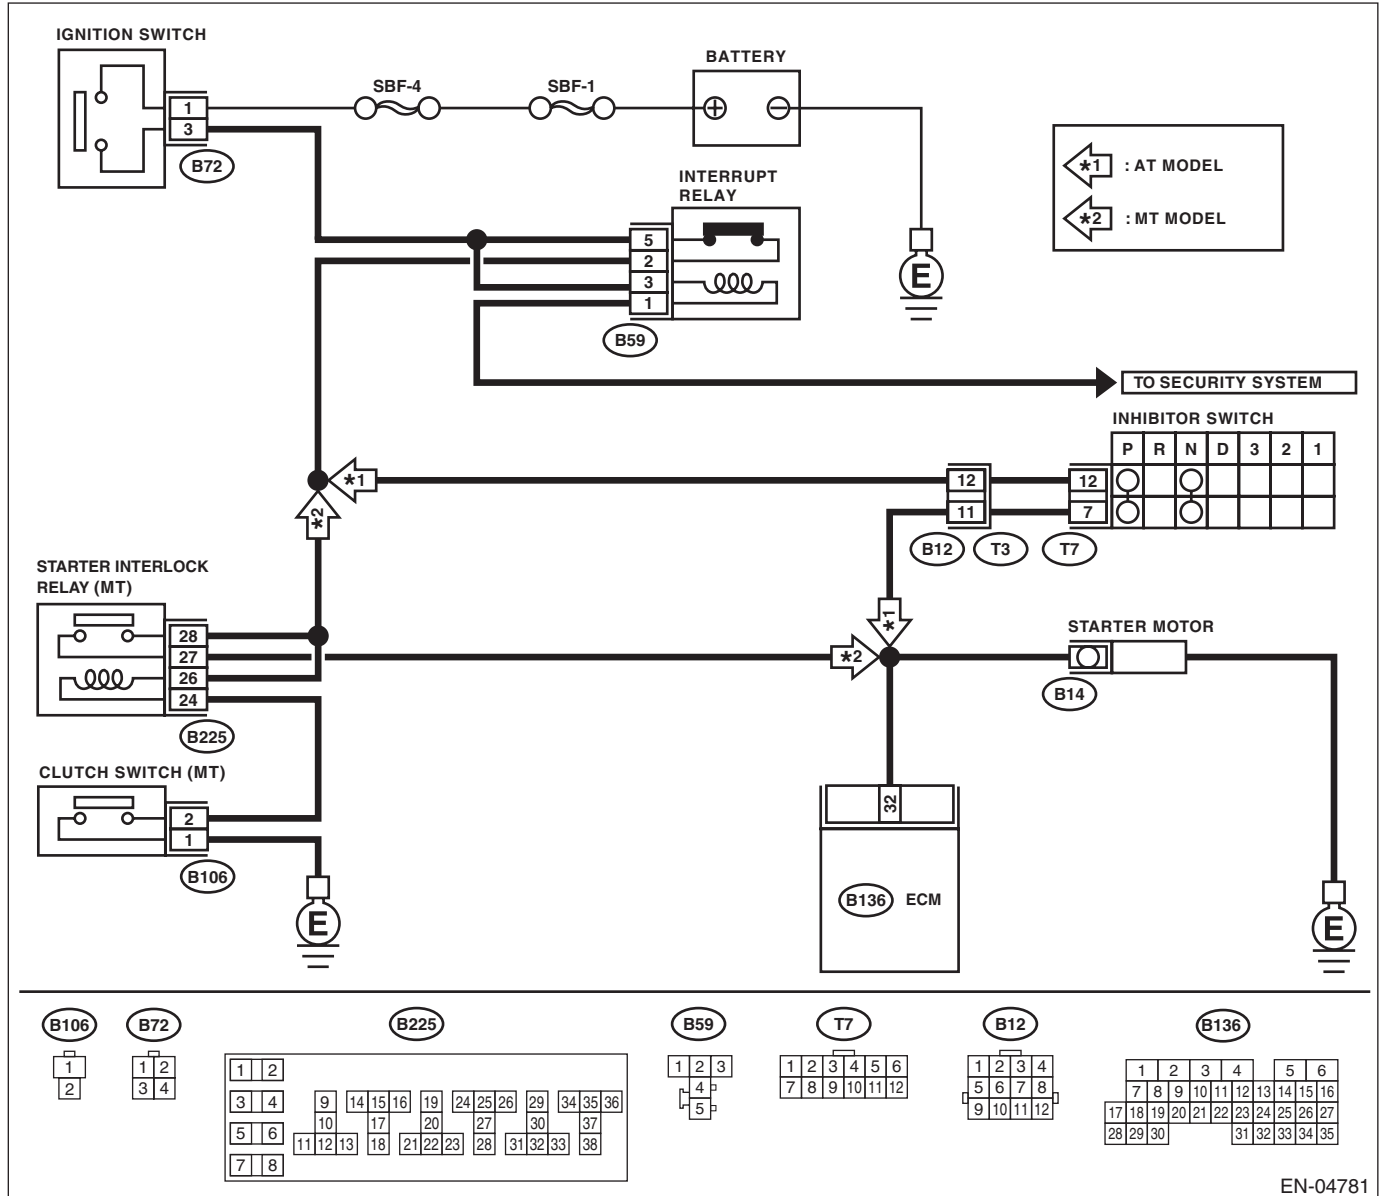 IGNITION SWITCH
1
3
B72
SBF-4
SBF-1
BATTERY
+
−
E
*1 : AT MODEL
*2 : MT MODEL
INTERRUPT
RELAY
5
2
3
1
B59
TO SECURITY SYSTEM
INHIBITOR SWITCH
P R N D 3 2 1
*1
12
11
12
7
B12 T3 T7
*2
STARTER INTERLOCK
RELAY (MT)
28
27
26
24
B225
*1
*2
STARTER MOTOR
B14
CLUTCH SWITCH (MT)
2
1
B106
E
32
B136 ECM
E
B106
1
2
B72
1 2
3 4
B225
1 2
3 4 9 14 15 16 19 24 25 26 29 34 35 36
10 17 20 27 30 37
5 6 11 12 13 18 21 22 23 28 31 32 33 38
7 8
B59
1 2 3
4
5
T7
1 2 3 4 5 6
7 8 9 10 11 12
B12
1 2 3 4
5 6 7 8
9 10 11 12
B136
1 2 3 4 5 6
7 8 9 10 11 12 13 14 15 16
17 18 19 20 21 22 23 24 25 26 27
28 29 30 31 32 33 34 35
EN-04781